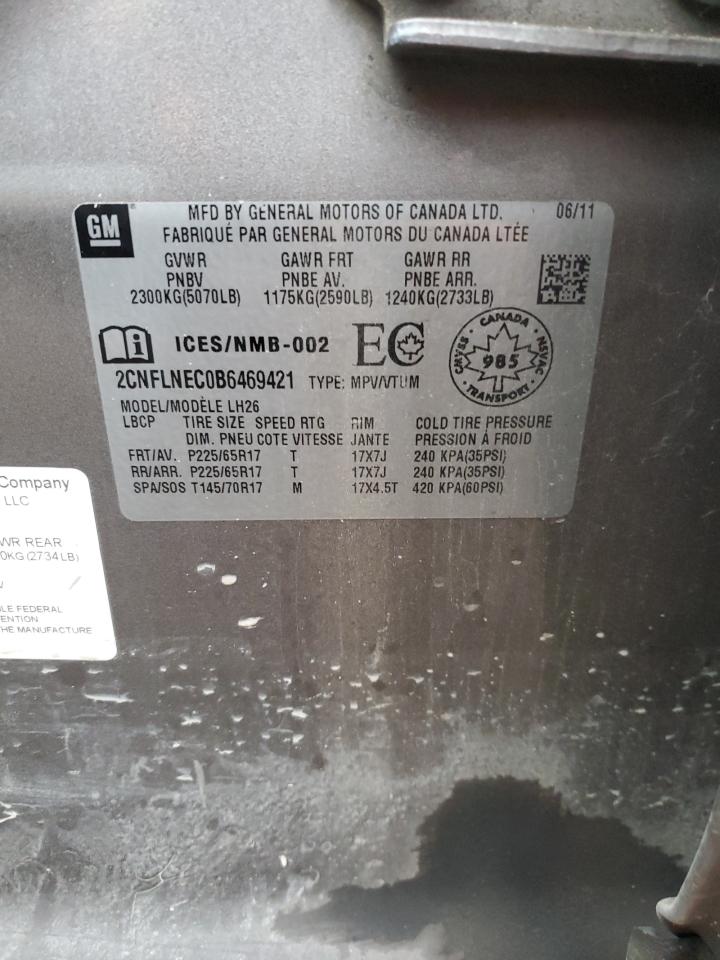 GM
MFD BY GENERAL MOTORS OF CANADA LTD. 06/11
FABRIQUÉ PAR GENERAL MOTORS DU CANADA LTÉE
GVWR GAWR FRT GAWR RR
PNBV PNBE AV. PNBE ARR.
2300KG(5070LB) 1175KG(2590LB) 1240KG(2733LB)
ICES/NMB-002 EC
CANADA
985
CMVSS NSVAC
TRANSPORT
2CNFLNEC0B6469421 TYPE: MPV/VTUM
MODEL/MODÈLE LH26
LBCP TIRE SIZE SPEED RTG RIM COLD TIRE PRESSURE
DIM. PNEU COTE VITESSE JANTE PRESSION À FROID
FRT/AV. P225/65R17 T 17X7J 240 KPA(35PSI)
RR/ARR. P225/65R17 T 17X7J 240 KPA(35PSI)
SPA/SOS T145/70R17 M 17X4.5T 420 KPA(60PSI)
Company
LLC
WR REAR
0KG (2734LB)
LE FEDERAL
ENTION
HE MANUFACTURE